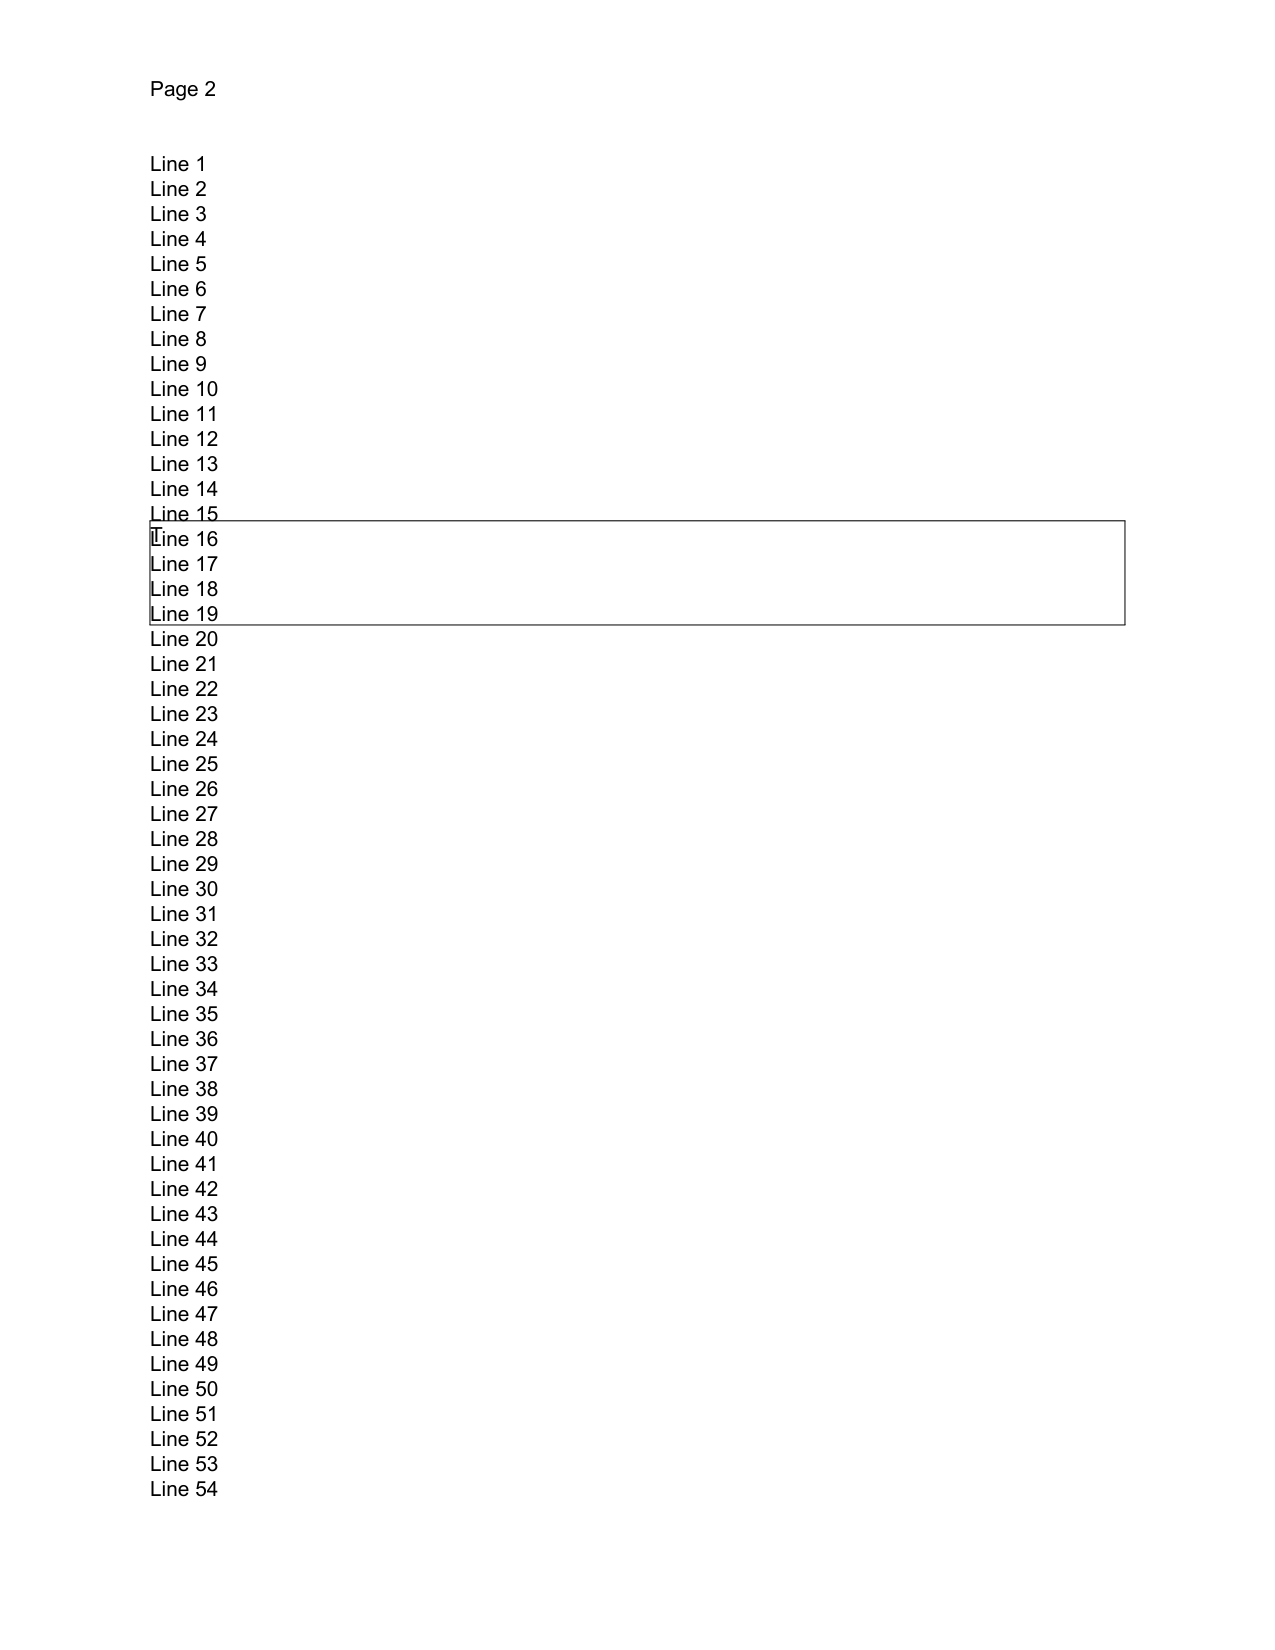 Page 2
Line 1
Line 2
Line 3
Line 4
Line 5
Line 6
Line 7
Line 8
Line 9
Line 10
Line 11
Line 12
Line 13
Line 14
Line 15
T
Line 16
Line 17
Line 18
Line 19
Line 20
Line 21
Line 22
Line 23
Line 24
Line 25
Line 26
Line 27
Line 28
Line 29
Line 30
Line 31
Line 32
Line 33
Line 34
Line 35
Line 36
Line 37
Line 38
Line 39
Line 40
Line 41
Line 42
Line 43
Line 44
Line 45
Line 46
Line 47
Line 48
Line 49
Line 50
Line 51
Line 52
Line 53
Line 54